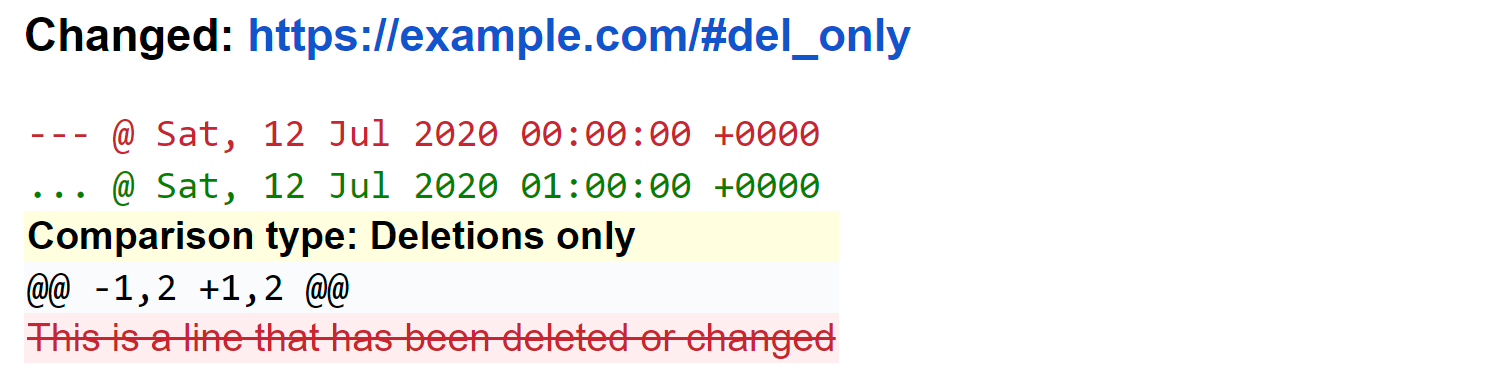 Changed: https://example.com/#del_only
--- @ Sat, 12 Jul 2020 00:00:00 +0000
... @ Sat, 12 Jul 2020 01:00:00 +0000
Comparison type: Deletions only
@@ -1,2 +1,2 @@
This is a line that has been deleted or changed